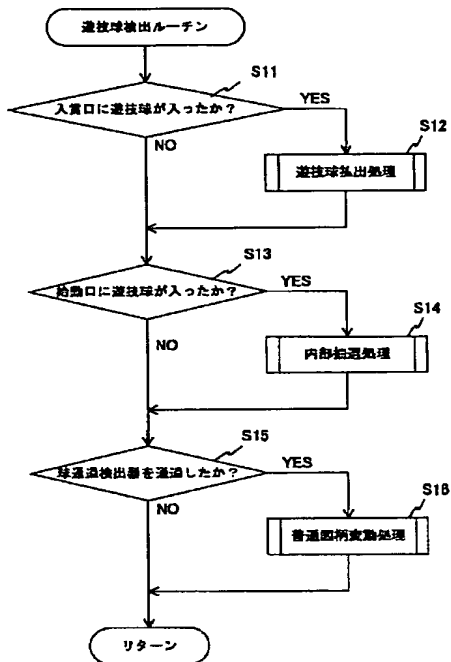 遊技球検出ルーチン
S11
入賞口に遊技球が入ったか？
YES
NO
S12
遊技球払出処理
S13
始動口に遊技球が入ったか？
YES
NO
S14
内部抽選処理
S15
球通過検出器を通過したか？
YES
NO
S16
普通図柄変動処理
リターン